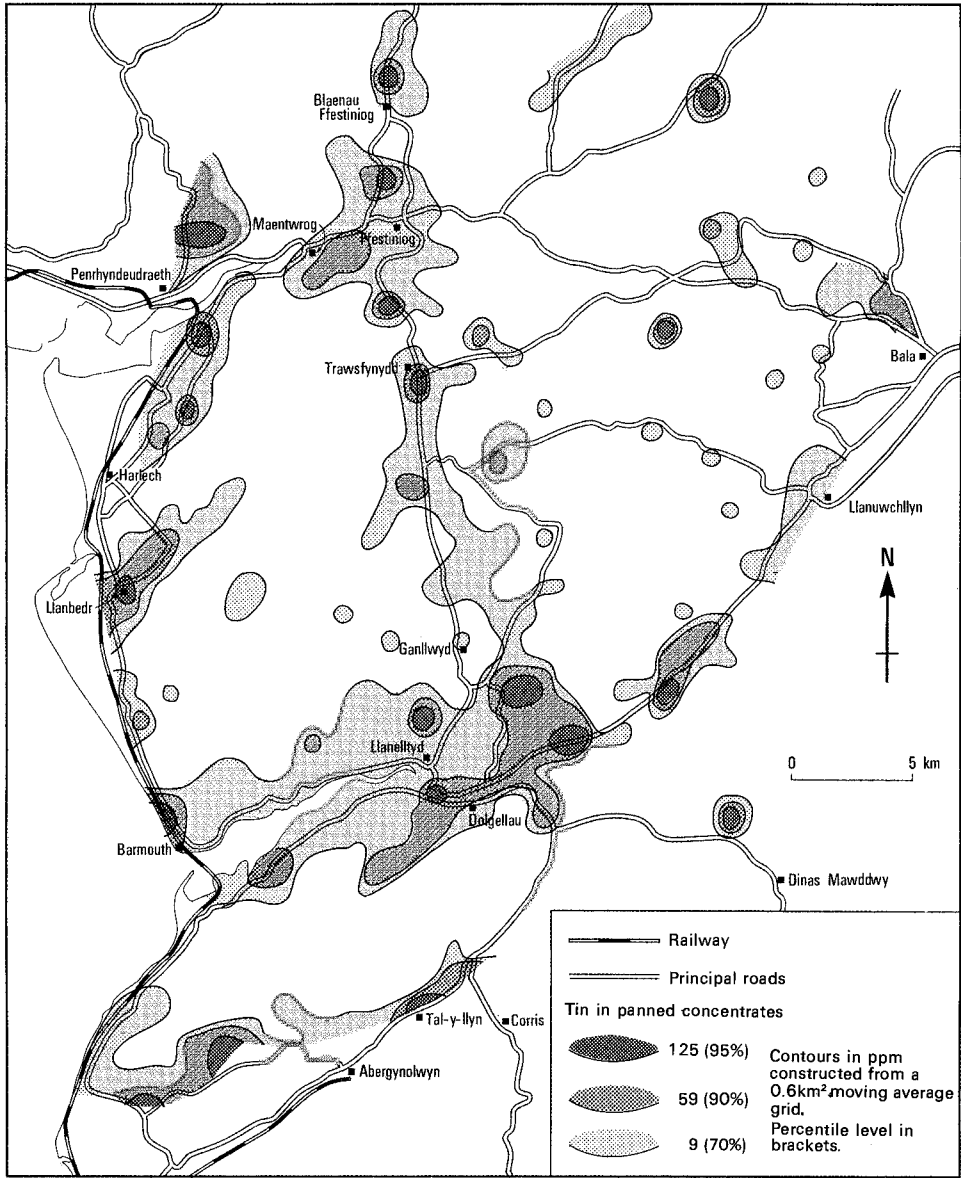 Blaenau
Ffestiniog
Maentwrog
Ffestiniog
Penrhyndeudraeth
Trawsfynydd
Bala
Harlech
Llanuwchllyn
N
Llanbedr
Ganllwyd
Llanelltyd
0 5 km
Dolgellau
Barmouth
Dinas Mawddwy
Railway
Principal roads
Tin in panned concentrates
Tal-y-llyn
Corris
125 (95%)
59 (90%)
9 (70%)
Contours in ppm
constructed from a
0.6km². moving average
grid.
Percentile level in
brackets.
Abergynolwyn